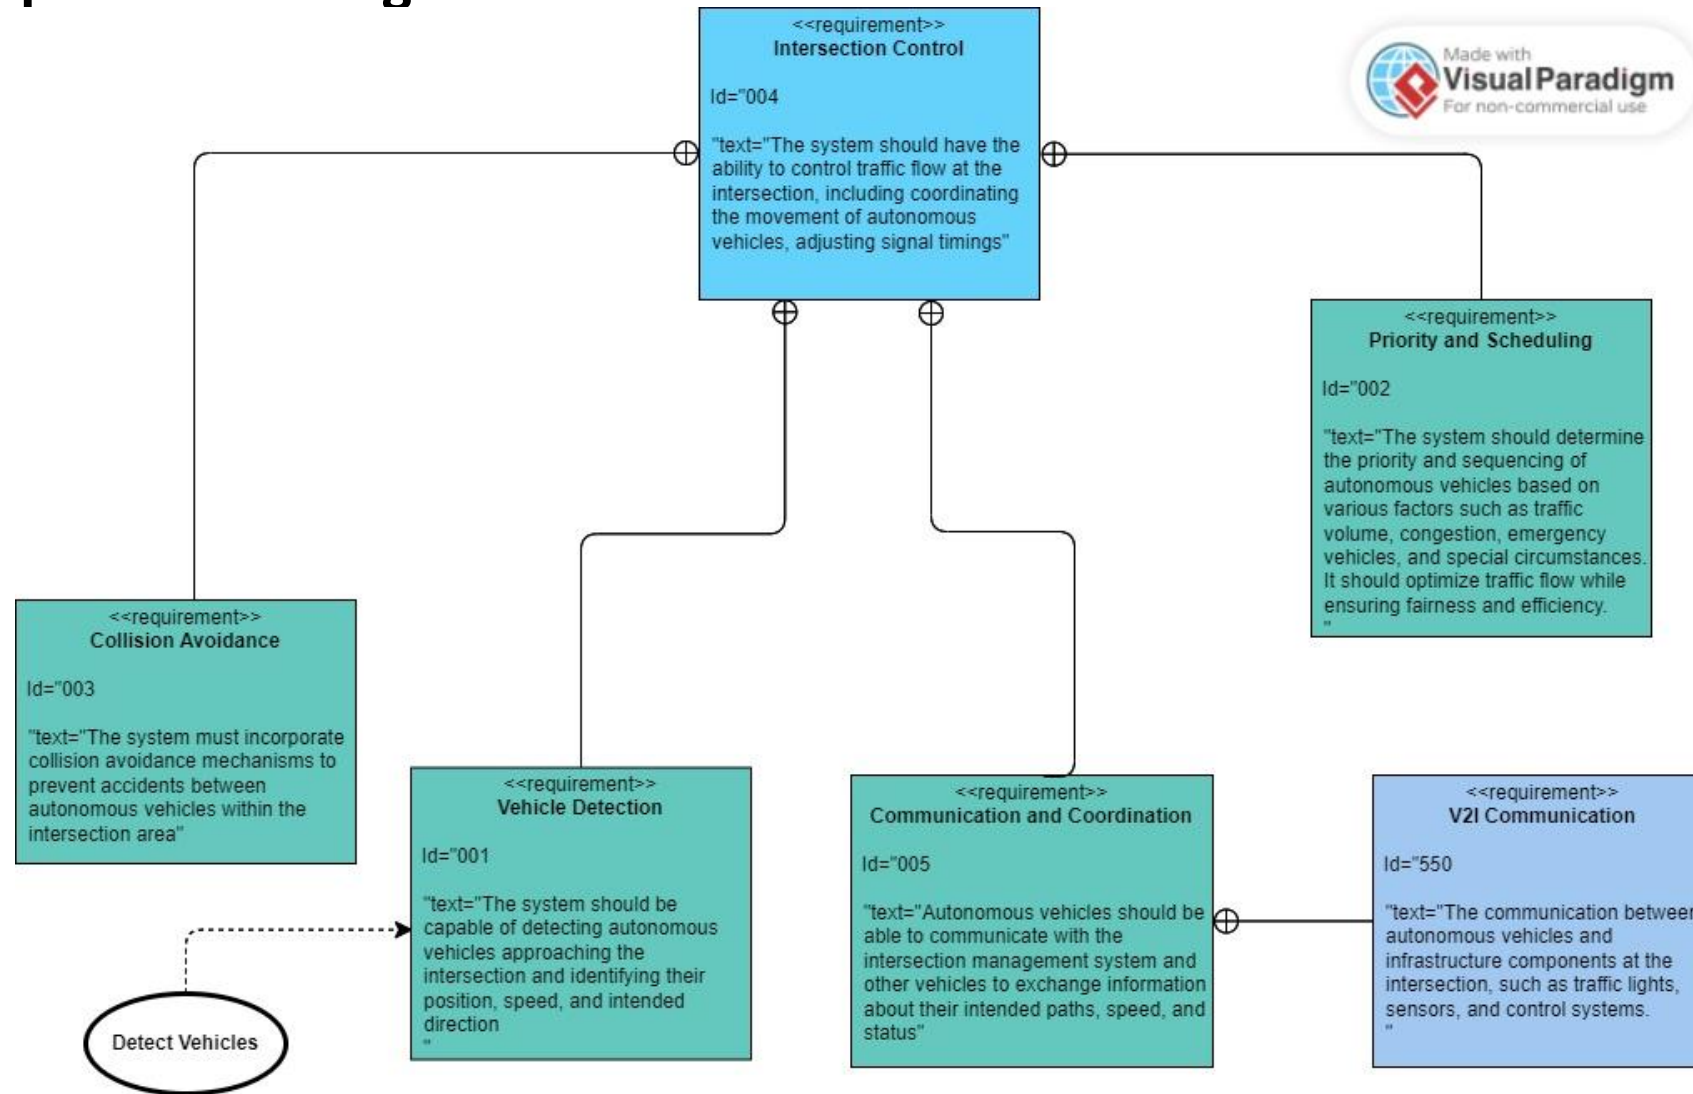 <<requirement>>
Intersection Control
Id="004
"text="The system should have the
ability to control traffic flow at the
intersection, including coordinating
the movement of autonomous
vehicles, adjusting signal timings"
Made with
Visual Paradigm
For non-commercial use
<<requirement>>
Priority and Scheduling
Id="002
"text="The system should determine
the priority and sequencing of
autonomous vehicles based on
various factors such as traffic
volume, congestion, emergency
vehicles, and special circumstances.
It should optimize traffic flow while
ensuring fairness and efficiency.
"
<<requirement>>
Collision Avoidance
Id="003
"text="The system must incorporate
collision avoidance mechanisms to
prevent accidents between
autonomous vehicles within the
intersection area"
<<requirement>>
Vehicle Detection
Id="001
"text="The system should be
capable of detecting autonomous
vehicles approaching the
intersection and identifying their
position, speed, and intended
direction
"
<<requirement>>
Communication and Coordination
Id="005
"text="Autonomous vehicles should be
able to communicate with the
intersection management system and
other vehicles to exchange information
about their intended paths, speed, and
status"
<<requirement>>
V2I Communication
Id="550
"text="The communication between
autonomous vehicles and
infrastructure components at the
intersection, such as traffic lights,
sensors, and control systems.
"
Detect Vehicles